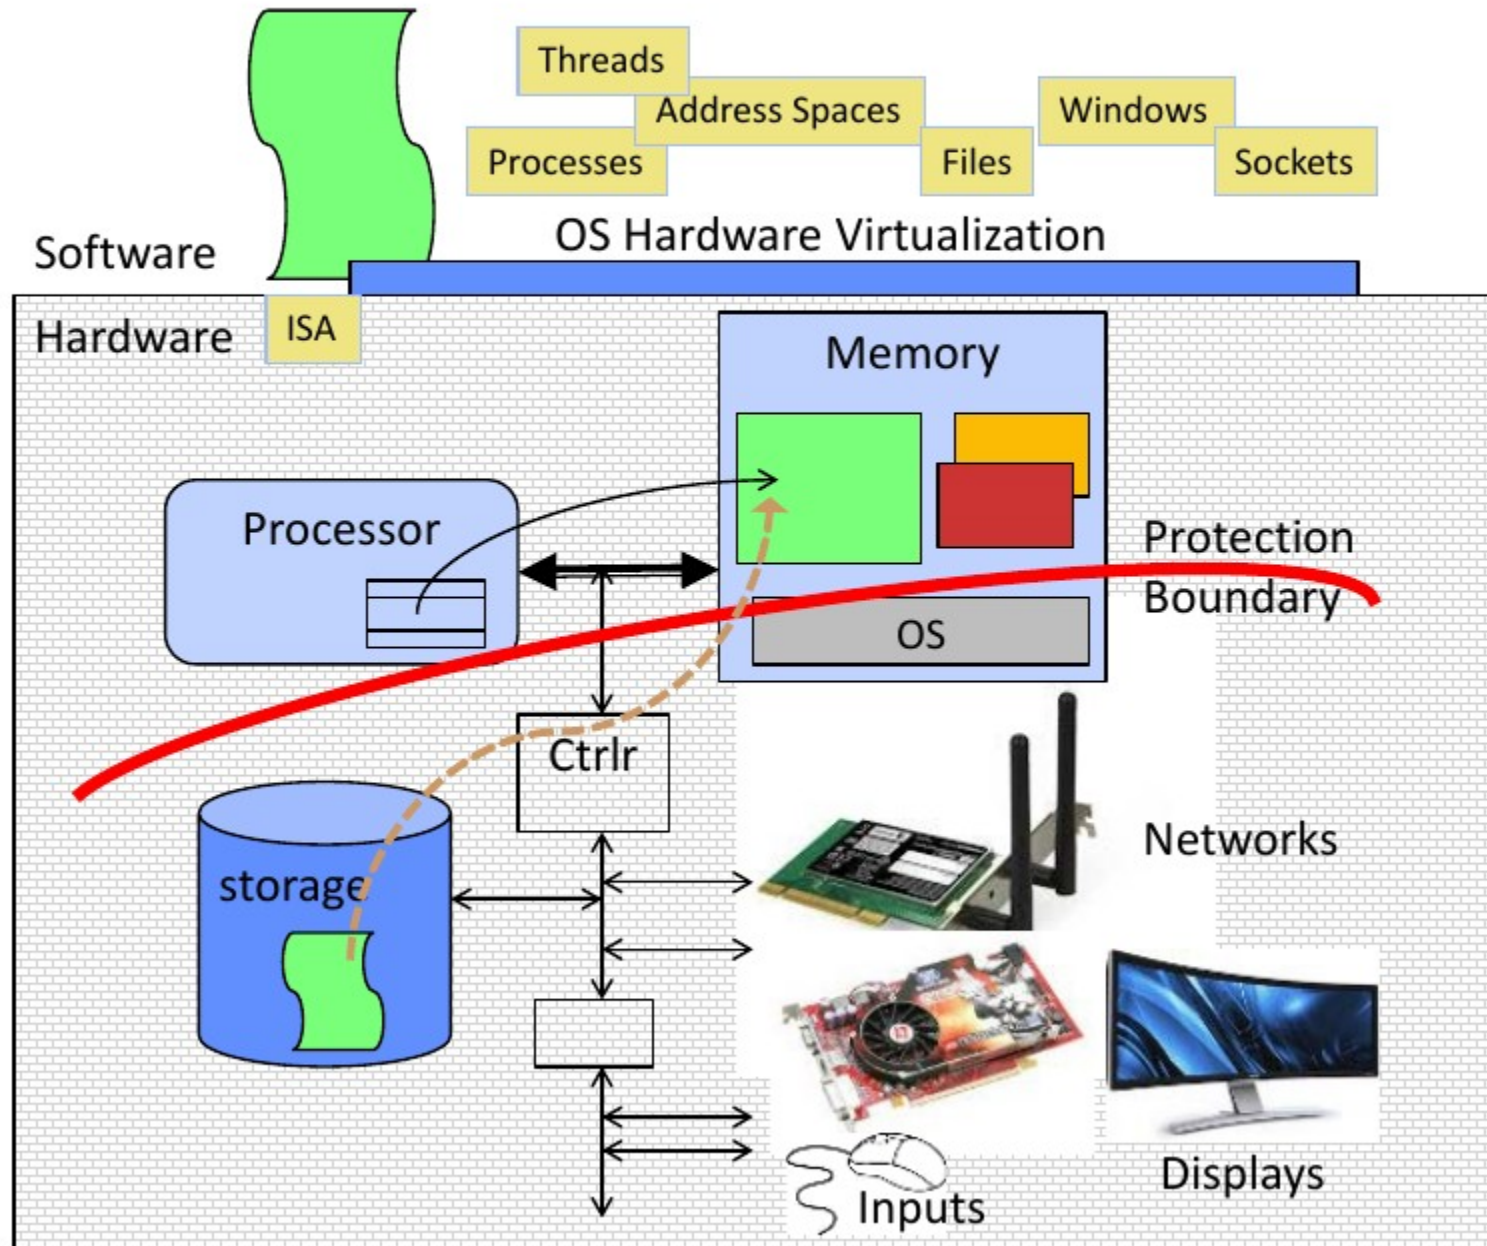 Threads
Address Spaces
Windows
Processes
Files
Sockets
Software
OS Hardware Virtualization
Hardware
ISA
Memory
Processor
Protection
Boundary
OS
Ctrlr
storage
Networks
Displays
Inputs